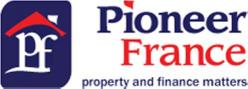 pf
Pioneer
France
property and finance matters